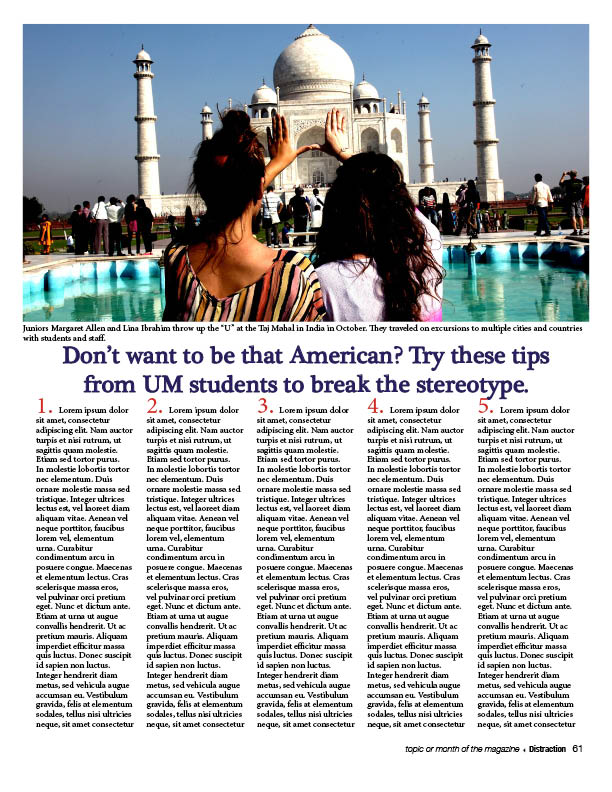 Juniors Margaret Allen and Lina Ibrahim throw up the “U” at the Taj Mahal in India in October. They traveled on excursions to multiple cities and countries
with students and staff.
Don’t want to be that American? Try these tips
from UM students to break the stereotype.
1. Lorem ipsum dolor
sit amet, consectetur
adipiscing elit. Nam auctor
turpis et nisi rutrum, ut
sagittis quam molestie.
Etiam sed tortor purus.
In molestie lobortis tortor
nec elementum. Duis
ornare molestie massa sed
tristique. Integer ultrices
lectus est, vel laoreet diam
aliquam vitae. Aenean vel
neque porttitor, faucibus
lorem vel, elementum
urna. Curabitur
condimentum arcu in
posuere congue. Maecenas
et elementum lectus. Cras
scelerisque massa eros,
vel pulvinar orci pretium
eget. Nunc et dictum ante.
Etiam at urna ut augue
convallis hendrerit. Ut ac
pretium mauris. Aliquam
imperdiet efficitur massa
quis luctus. Donec suscipit
id sapien non luctus.
Integer hendrerit diam
metus, sed vehicula augue
accumsan eu. Vestibulum
gravida, felis at elementum
sodales, tellus nisi ultricies
neque, sit amet consectetur
2. Lorem ipsum dolor
sit amet, consectetur
adipiscing elit. Nam auctor
turpis et nisi rutrum, ut
sagittis quam molestie.
Etiam sed tortor purus.
In molestie lobortis tortor
nec elementum. Duis
ornare molestie massa sed
tristique. Integer ultrices
lectus est, vel laoreet diam
aliquam vitae. Aenean vel
neque porttitor, faucibus
lorem vel, elementum
urna. Curabitur
condimentum arcu in
posuere congue. Maecenas
et elementum lectus. Cras
scelerisque massa eros,
vel pulvinar orci pretium
eget. Nunc et dictum ante.
Etiam at urna ut augue
convallis hendrerit. Ut ac
pretium mauris. Aliquam
imperdiet efficitur massa
quis luctus. Donec suscipit
id sapien non luctus.
Integer hendrerit diam
metus, sed vehicula augue
accumsan eu. Vestibulum
gravida, felis at elementum
sodales, tellus nisi ultricies
neque, sit amet consectetur
3. Lorem ipsum dolor
sit amet, consectetur
adipiscing elit. Nam auctor
turpis et nisi rutrum, ut
sagittis quam molestie.
Etiam sed tortor purus.
In molestie lobortis tortor
nec elementum. Duis
ornare molestie massa sed
tristique. Integer ultrices
lectus est, vel laoreet diam
aliquam vitae. Aenean vel
neque porttitor, faucibus
lorem vel, elementum
urna. Curabitur
condimentum arcu in
posuere congue. Maecenas
et elementum lectus. Cras
scelerisque massa eros,
vel pulvinar orci pretium
eget. Nunc et dictum ante.
Etiam at urna ut augue
convallis hendrerit. Ut ac
pretium mauris. Aliquam
imperdiet efficitur massa
quis luctus. Donec suscipit
id sapien non luctus.
Integer hendrerit diam
metus, sed vehicula augue
accumsan eu. Vestibulum
gravida, felis at elementum
sodales, tellus nisi ultricies
neque, sit amet consectetur
4. Lorem ipsum dolor
sit amet, consectetur
adipiscing elit. Nam auctor
turpis et nisi rutrum, ut
sagittis quam molestie.
Etiam sed tortor purus.
In molestie lobortis tortor
nec elementum. Duis
ornare molestie massa sed
tristique. Integer ultrices
lectus est, vel laoreet diam
aliquam vitae. Aenean vel
neque porttitor, faucibus
lorem vel, elementum
urna. Curabitur
condimentum arcu in
posuere congue. Maecenas
et elementum lectus. Cras
scelerisque massa eros,
vel pulvinar orci pretium
eget. Nunc et dictum ante.
Etiam at urna ut augue
convallis hendrerit. Ut ac
pretium mauris. Aliquam
imperdiet efficitur massa
quis luctus. Donec suscipit
id sapien non luctus.
Integer hendrerit diam
metus, sed vehicula augue
accumsan eu. Vestibulum
gravida, felis at elementum
sodales, tellus nisi ultricies
neque, sit amet consectetur
5. Lorem ipsum dolor
sit amet, consectetur
adipiscing elit. Nam auctor
turpis et nisi rutrum, ut
sagittis quam molestie.
Etiam sed tortor purus.
In molestie lobortis tortor
nec elementum. Duis
ornare molestie massa sed
tristique. Integer ultrices
lectus est, vel laoreet diam
aliquam vitae. Aenean vel
neque porttitor, faucibus
lorem vel, elementum
urna. Curabitur
condimentum arcu in
posuere congue. Maecenas
et elementum lectus. Cras
scelerisque massa eros,
vel pulvinar orci pretium
eget. Nunc et dictum ante.
Etiam at urna ut augue
convallis hendrerit. Ut ac
pretium mauris. Aliquam
imperdiet efficitur massa
quis luctus. Donec suscipit
id sapien non luctus.
Integer hendrerit diam
metus, sed vehicula augue
accumsan eu. Vestibulum
gravida, felis at elementum
sodales, tellus nisi ultricies
neque, sit amet consectetur
topic or month of the magazine • Distraction 61